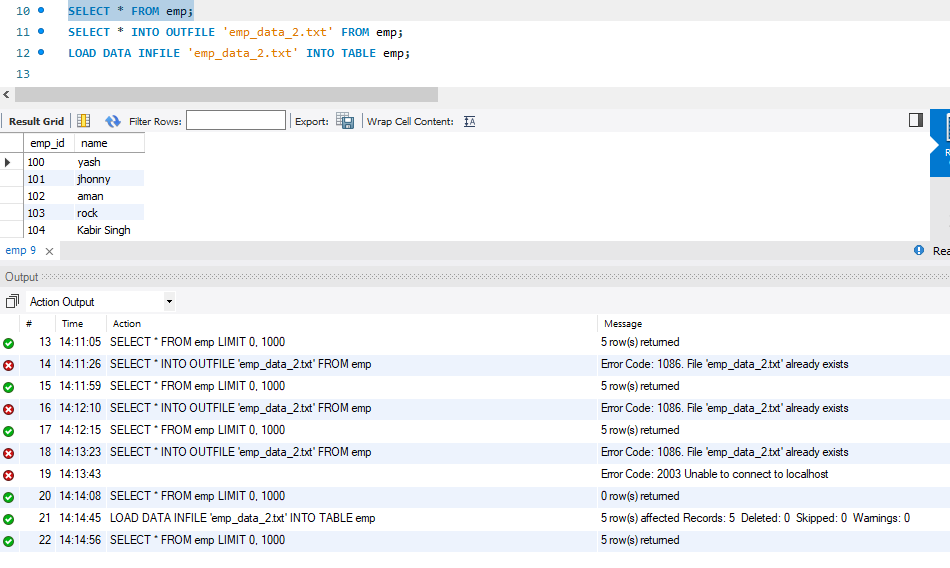 10 SELECT * FROM emp;
11 SELECT * INTO OUTFILE 'emp_data_2.txt' FROM emp;
12 LOAD DATA INFILE 'emp_data_2.txt' INTO TABLE emp;
13
Result Grid Filter Rows: Export: Wrap Cell Content:
emp_id name
100 yash
101 jhonny
102 aman
103 rock
104 Kabir Singh
emp 9
Output
Action Output
# Time Action Message
13 14:11:05 SELECT * FROM emp LIMIT 0, 1000 5 row(s) returned
14 14:11:26 SELECT * INTO OUTFILE 'emp_data_2.txt' FROM emp Error Code: 1086. File 'emp_data_2.txt' already exists
15 14:11:59 SELECT * FROM emp LIMIT 0, 1000 5 row(s) returned
16 14:12:10 SELECT * INTO OUTFILE 'emp_data_2.txt' FROM emp Error Code: 1086. File 'emp_data_2.txt' already exists
17 14:12:15 SELECT * FROM emp LIMIT 0, 1000 5 row(s) returned
18 14:13:23 SELECT * INTO OUTFILE 'emp_data_2.txt' FROM emp Error Code: 1086. File 'emp_data_2.txt' already exists
19 14:13:43 Error Code: 2003 Unable to connect to localhost
20 14:14:08 SELECT * FROM emp LIMIT 0, 1000 0 row(s) returned
21 14:14:45 LOAD DATA INFILE 'emp_data_2.txt' INTO TABLE emp 5 row(s) affected Records: 5 Deleted: 0 Skipped: 0 Warnings: 0
22 14:14:56 SELECT * FROM emp LIMIT 0, 1000 5 row(s) returned